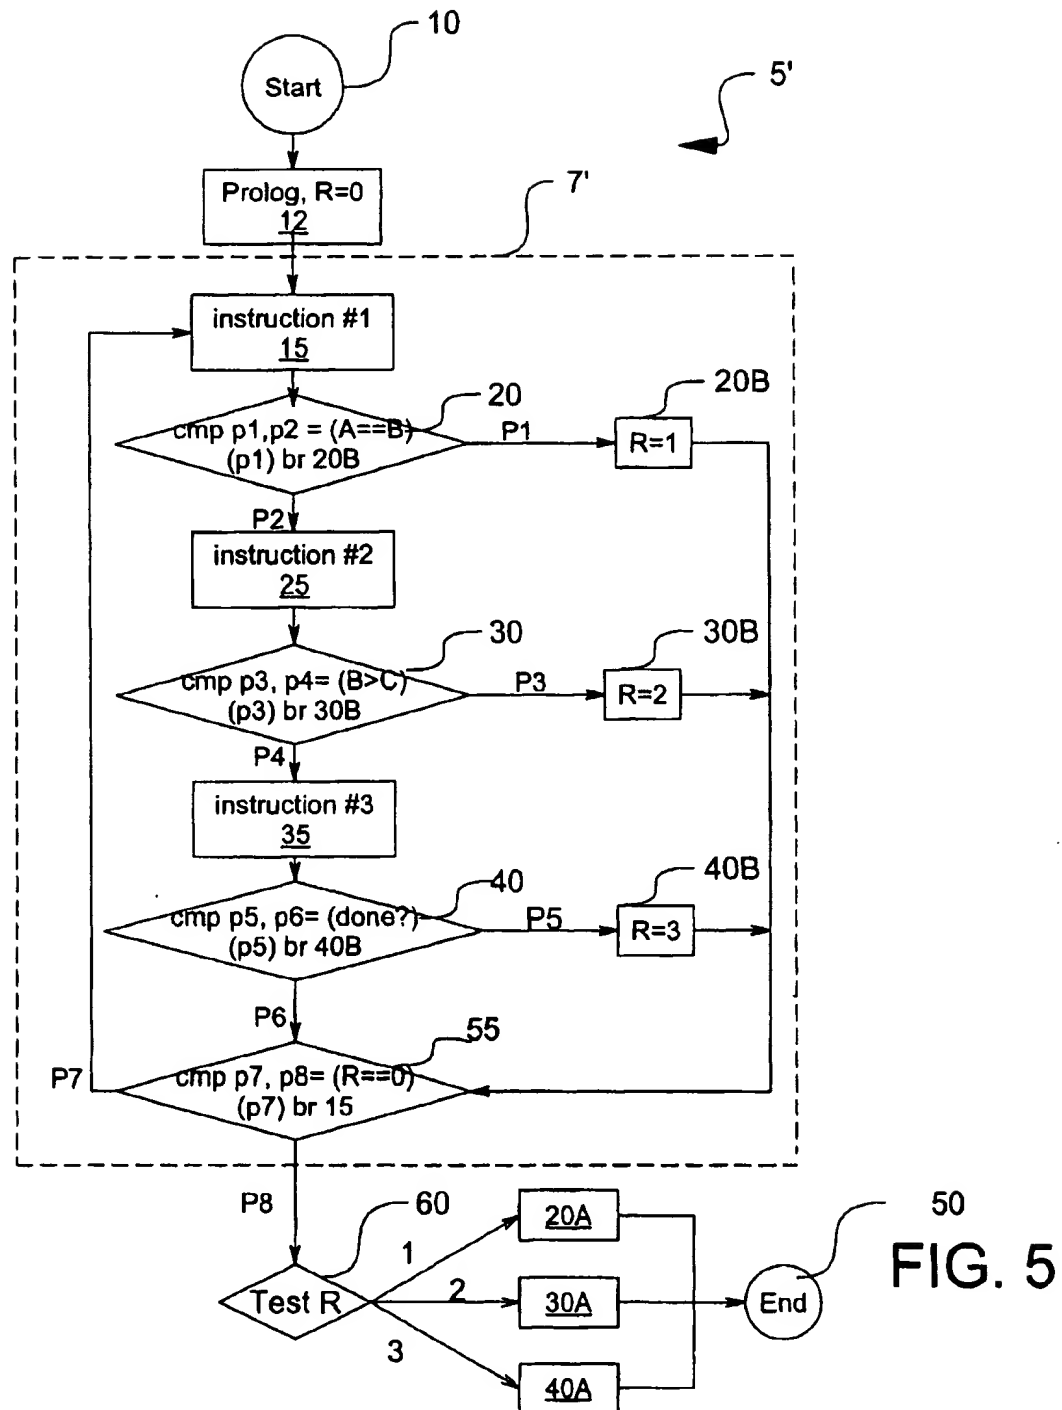 10
Start
5'
Prolog, R=0
12
7'
instruction #1
15
20
20B
cmp p1,p2 = (A==B)
(p1) br 20B
P1
R=1
P2
instruction #2
25
30
30B
cmp p3, p4= (B>C)
(p3) br 30B
P3
R=2
P4
instruction #3
35
40
40B
cmp p5, p6= (done?)
(p5) br 40B
P5
R=3
P6
55
P7
cmp p7, p8= (R==0)
(p7) br 15
P8
60
Test R
1
2
3
20A
30A
40A
50
End
FIG. 5